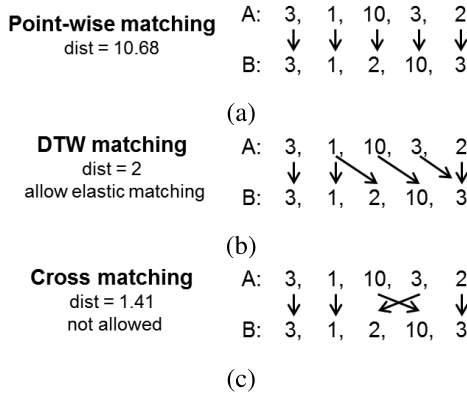 Point-wise matching
dist = 10.68
A: 3, 1, 10, 3, 2
B: 3, 1, 2, 10, 3
(a)
DTW matching
dist = 2
allow elastic matching
A: 3, 1, 10, 3, 2
B: 3, 1, 2, 10, 3
(b)
Cross matching
dist = 1.41
not allowed
A: 3, 1, 10, 3, 2
B: 3, 1, 2, 10, 3
(c)